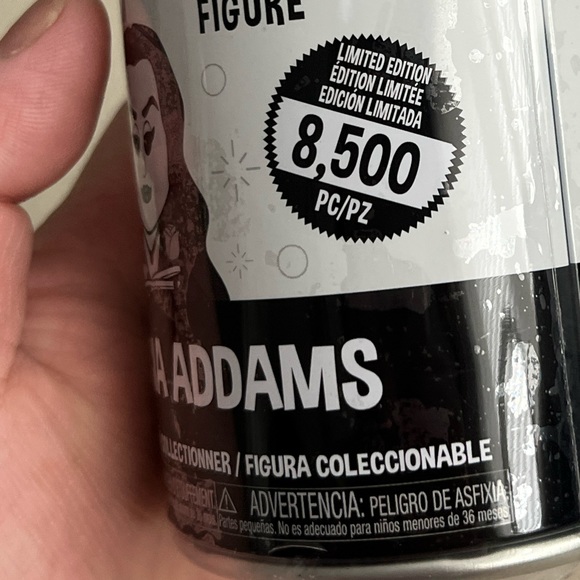 FIGURE
LIMITED EDITION
ÉDITION LIMITÉE
EDICIÓN LIMITADA
8,500
PC/PZ
A ADDAMS
LLECTIONNER / FIGURA COLECCIONABLE
ADVERTENCIA: PELIGRO DE ASFIXIA
Partes pequeñas. No es adecuado para niños menores de 36 meses